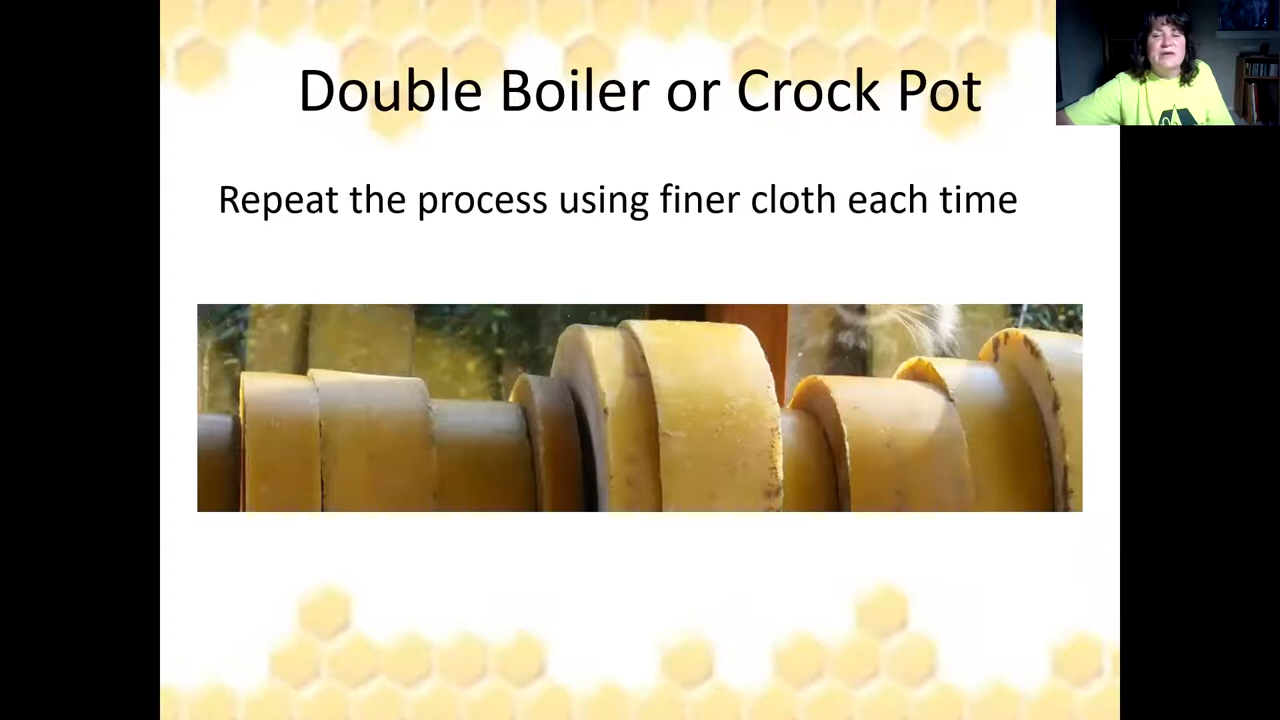 Double Boiler or Crock Pot
Repeat the process using finer cloth each time